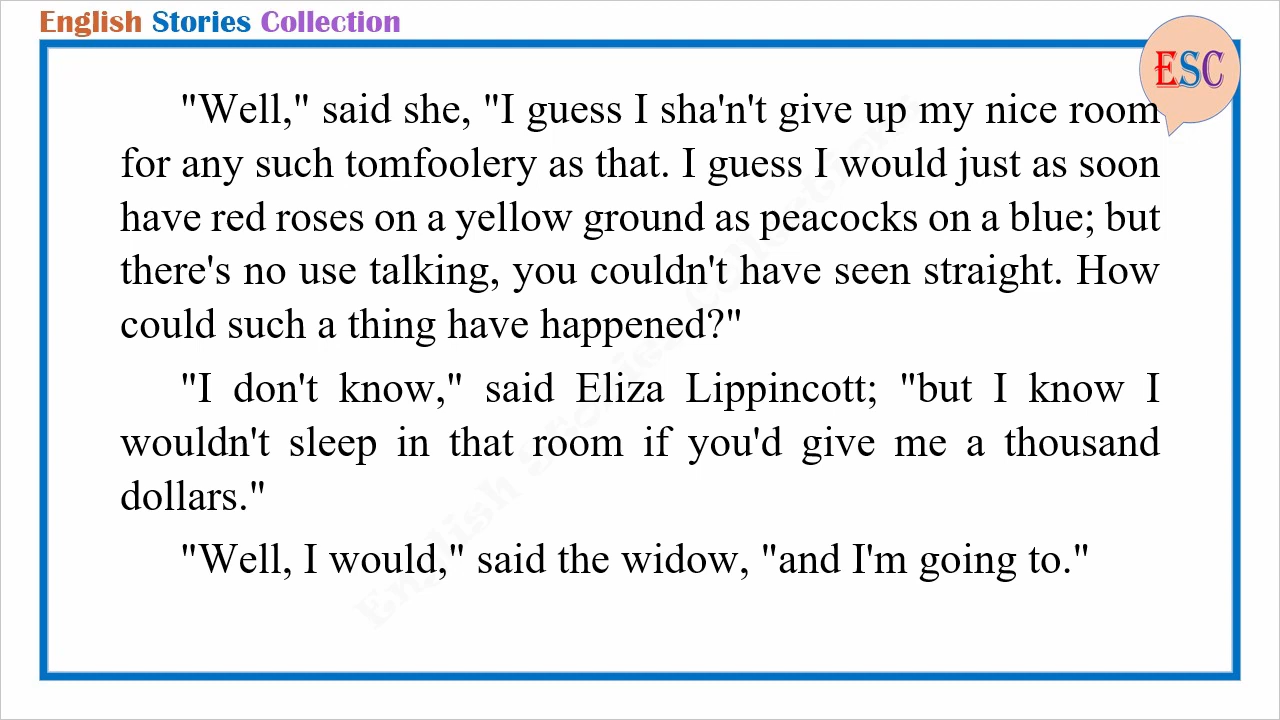 English Stories Collection
ESC
"Well," said she, "I guess I sha'n't give up my nice room
for any such tomfoolery as that. I guess I would just as soon
have red roses on a yellow ground as peacocks on a blue; but
there's no use talking, you couldn't have seen straight. How
could such a thing have happened?"
"I don't know," said Eliza Lippincott; "but I know I
wouldn't sleep in that room if you'd give me a thousand
dollars."
"Well, I would," said the widow, "and I'm going to."
English Stories Collection